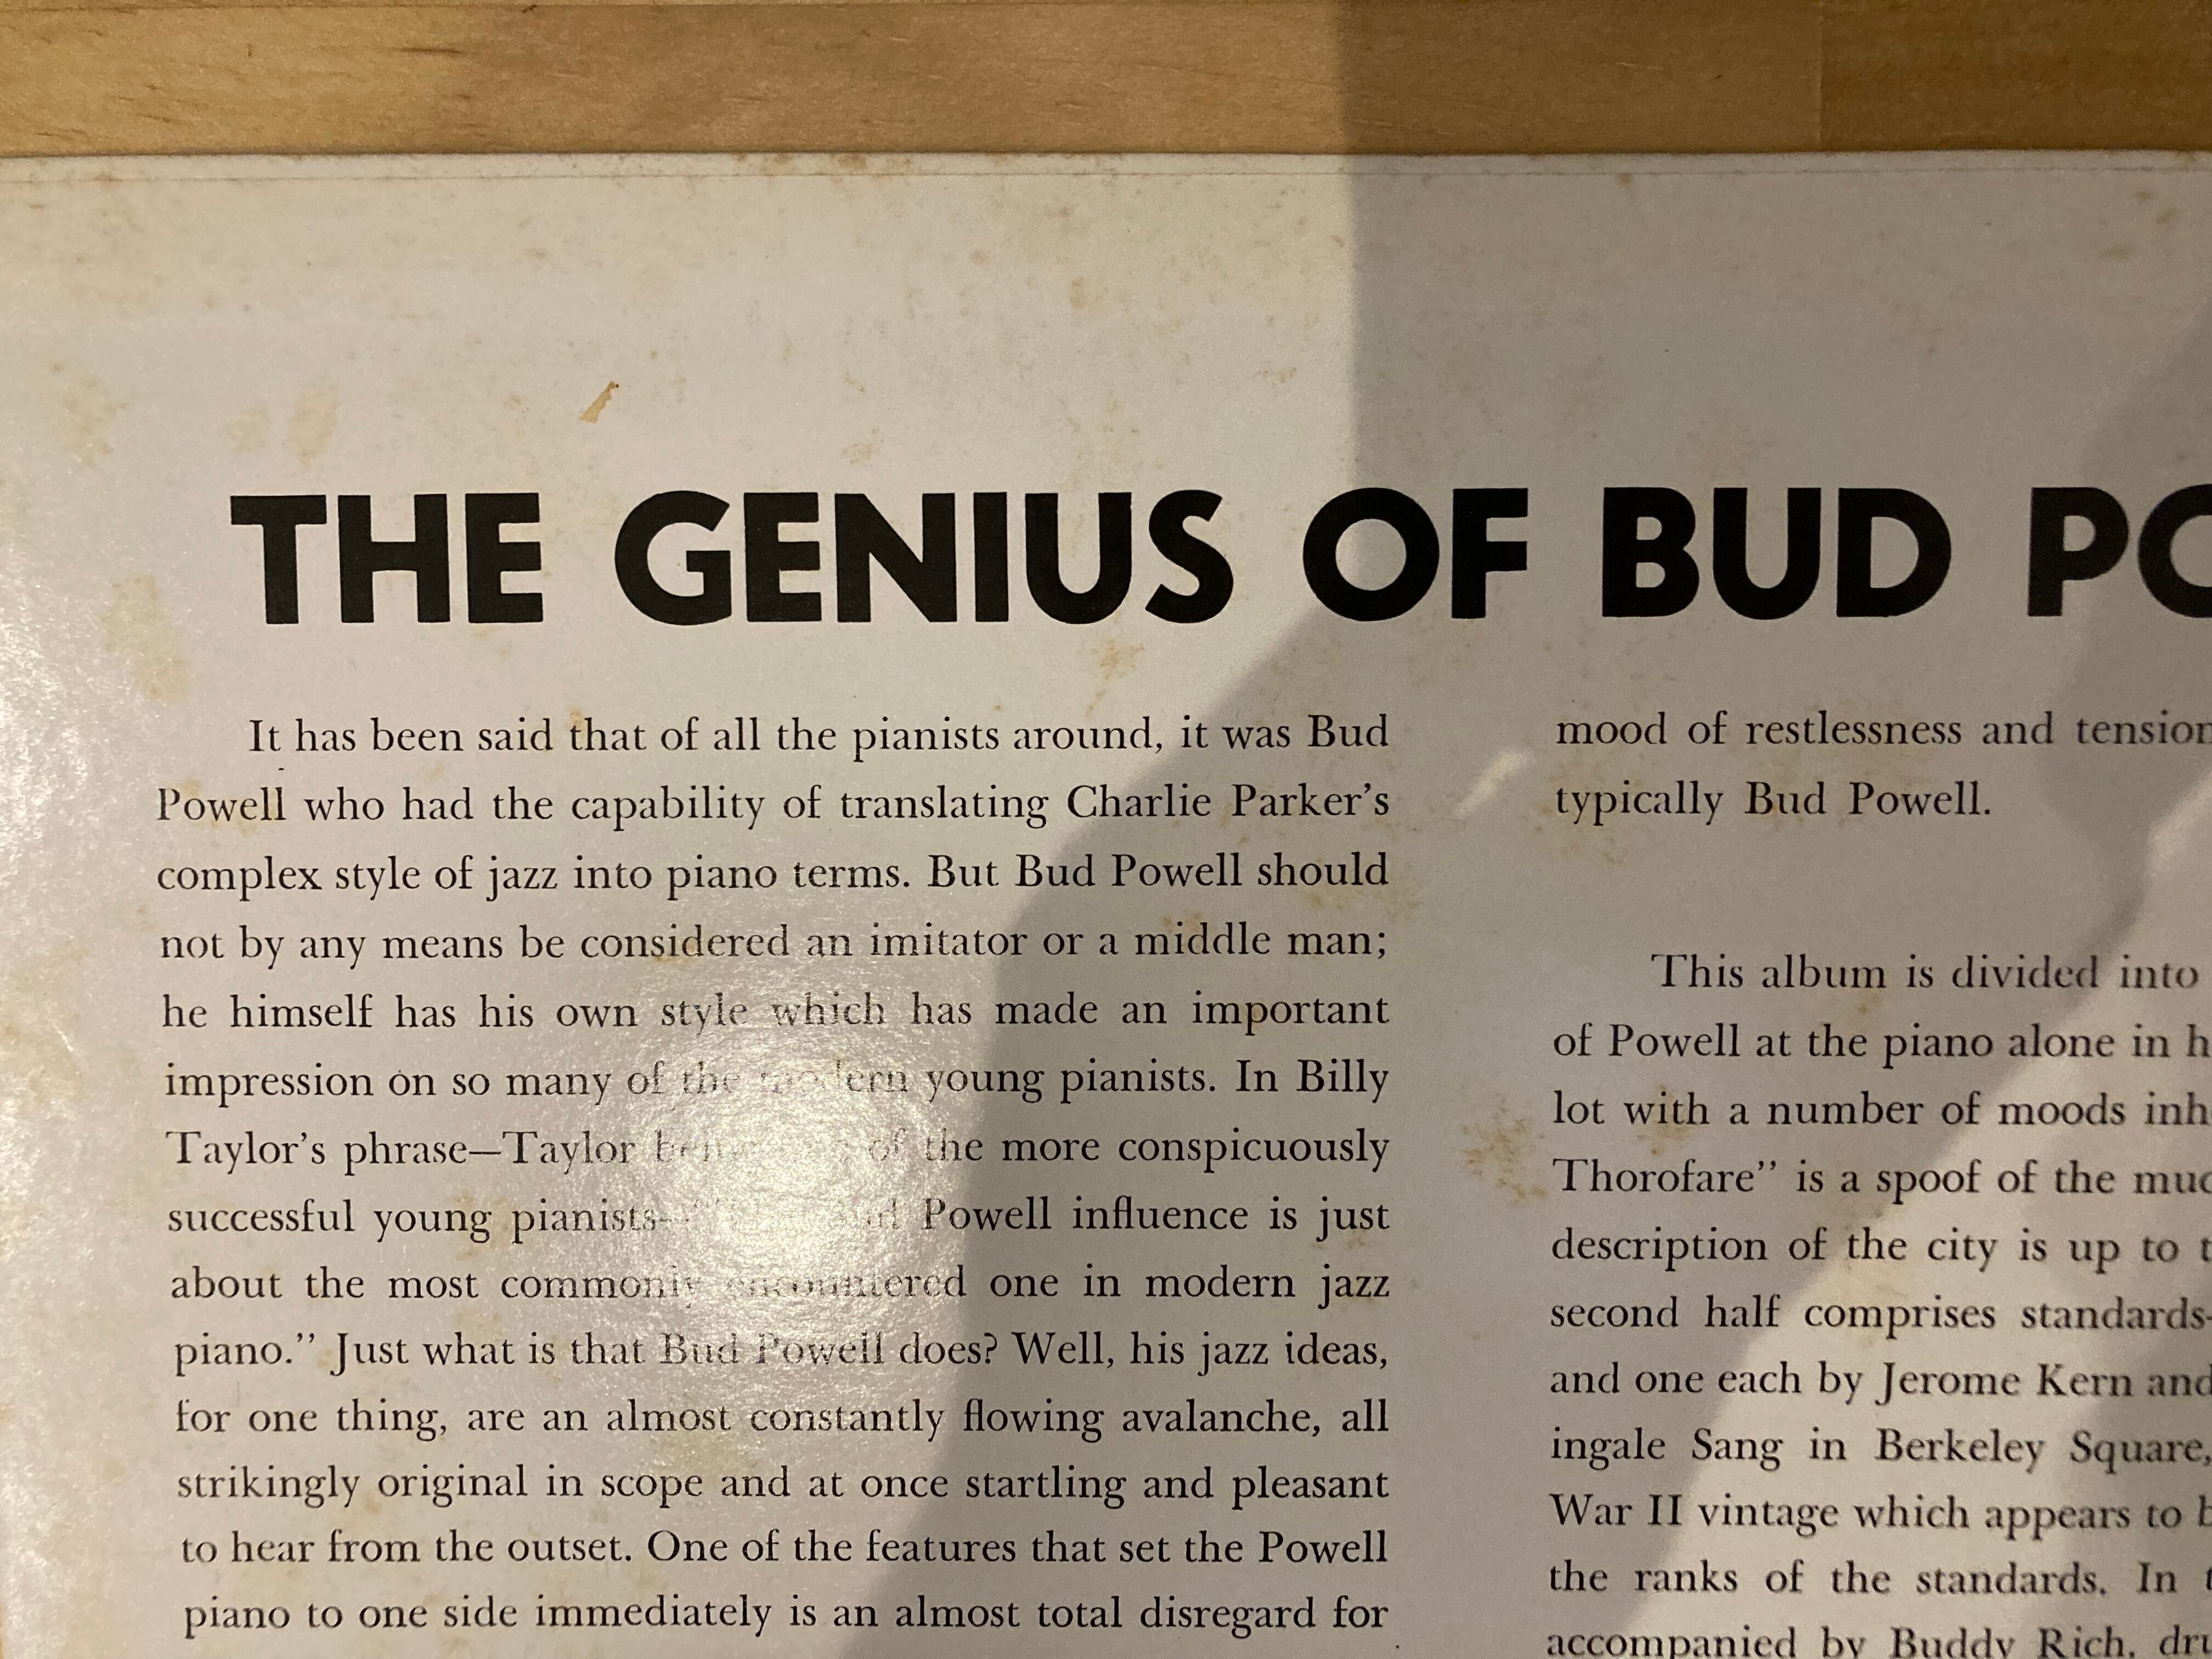 THE GENIUS OF BUD
It has been said that of all the pianists around, it was Bud
Powell who had the capability of translating Charlie Parker's
complex style of jazz into piano terms. But Bud Powell should
not by any means be considered an imitator or a middle man;
he himself has his own style which has made an important
impression on so many of the modern young pianists. In Billy
Taylor's phrase—Taylor of the more conspicuously
successful young pianists— Powell influence is just
about the most commonly encountered one in modern jazz
piano." Just what is that Bud Powell does? Well, his jazz ideas,
for one thing, are an almost constantly flowing avalanche, all
strikingly original in scope and at once startling and pleasant
to hear from the outset. One of the features that set the Powell
piano to one side immediately is an almost total disregard for
mood of restlessness and tension
typically Bud Powell.
This album is divided into
of Powell at the piano alone in
lot with a number of moods
Thorofare" is a spoof of the
description of the city is up to
second half comprises standards—
and one each by Jerome Kern and
ingale Sang in Berkeley Square,
War II vintage which appears to
the ranks of the standards. In
accompanied by Buddy Rich,